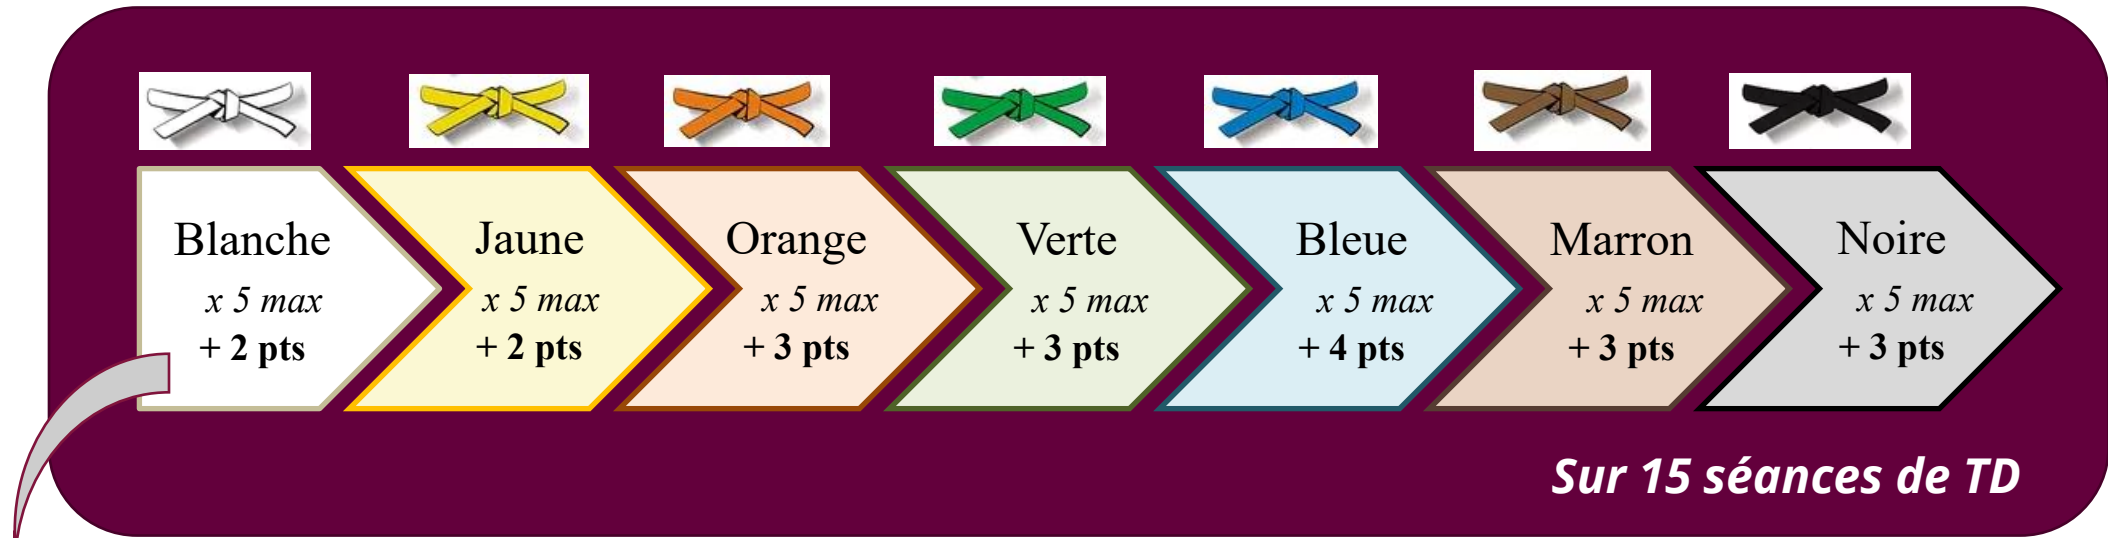 Blanche
x 5 max
+ 2 pts
Jaune
x 5 max
+ 2 pts
Orange
x 5 max
+ 3 pts
Verte
x 5 max
+ 3 pts
Bleue
x 5 max
+ 4 pts
Marron
x 5 max
+ 3 pts
Noire
x 5 max
+ 3 pts
Sur 15 séances de TD